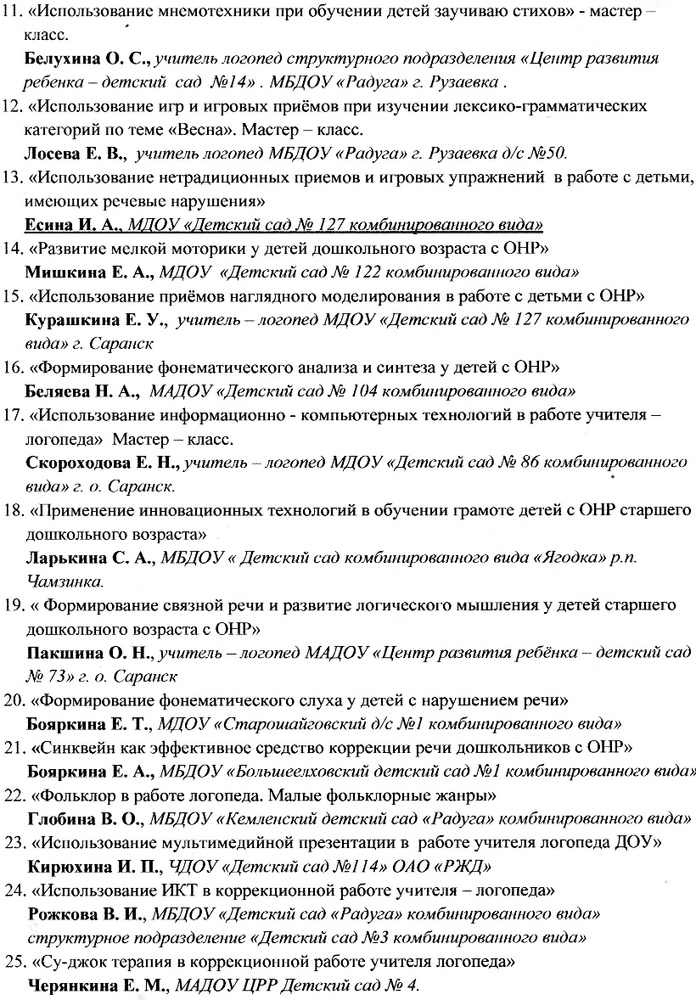 11. «Использование мнемотехники при обучении детей заучиваю стихов» - мастер –
класс.
Белухина О. С., учитель логопед структурного подразделения «Центр развития
ребенка – детский сад №14» . МБДОУ «Радуга» г. Рузаевка .
12. «Использование игр и игровых приёмов при изучении лексико-грамматических
категорий по теме «Весна». Мастер – класс.
Лосева Е. В., учитель логопед МБДОУ «Радуга» г. Рузаевка д/с №50.
13. «Использование нетрадиционных приемов и игровых упражнений в работе с детьми,
имеющих речевые нарушения»
Есина И. А., МДОУ «Детский сад № 127 комбинированного вида»
14. «Развитие мелкой моторики у детей дошкольного возраста с ОНР»
Мишкина Е. А., МДОУ «Детский сад № 122 комбинированного вида»
15. «Использование приёмов наглядного моделирования в работе с детьми с ОНР»
Курашкина Е. У., учитель – логопед МДОУ «Детский сад № 127 комбинированного
вида» г. Саранск
16. «Формирование фонематического анализа и синтеза у детей с ОНР»
Беляева Н. А., МАДОУ «Детский сад № 104 комбинированного вида»
17. «Использование информационно - компьютерных технологий в работе учителя –
логопеда» Мастер – класс.
Скороходова Е. Н., учитель – логопед МДОУ «Детский сад № 86 комбинированного
вида» г. о. Саранск.
18. «Применение инновационных технологий в обучении грамоте детей с ОНР старшего
дошкольного возраста»
Ларькина С. А., МБДОУ « Детский сад комбинированного вида «Ягодка» р.п.
Чамзинка.
19. « Формирование связной речи и развитие логического мышления у детей старшего
дошкольного возраста с ОНР»
Пакшина О. Н., учитель – логопед МАДОУ «Центр развития ребёнка – детский сад
№ 73» г. о. Саранск
20. «Формирование фонематического слуха у детей с нарушением речи»
Бояркина Е. Т., МДОУ «Старошайговский д/с №1 комбинированного вида»
21. «Синквейн как эффективное средство коррекции речи дошкольников с ОНР»
Бояркина Е. А., МБДОУ «Большеелховский детский сад №1 комбинированного вида»
22. «Фольклор в работе логопеда. Малые фольклорные жанры»
Глобина В. О., МБДОУ «Кемленский детский сад «Радуга» комбинированного вида»
23. «Использование мультимедийной презентации в работе учителя логопеда ДОУ»
Кирюхина И. П., ЧДОУ «Детский сад №114» ОАО «РЖД»
24. «Использование ИКТ в коррекционной работе учителя – логопеда»
Рожкова В. И., МБДОУ «Детский сад «Радуга» комбинированного вида»
структурное подразделение «Детский сад №3 комбинированного вида»
25. «Су-джок терапия в коррекционной работе учителя логопеда»
Черянкина Е. М., МАДОУ ЦРР Детский сад № 4.